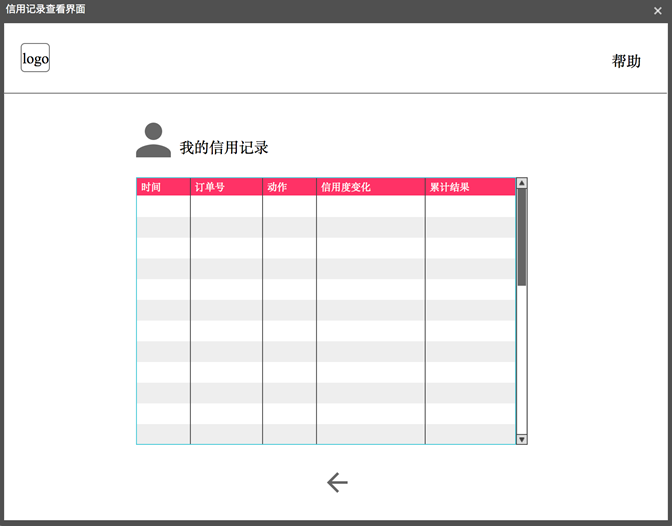 信用记录查看界面
logo
帮助
我的信用记录
时间 订单号 动作 信用度变化 累计结果